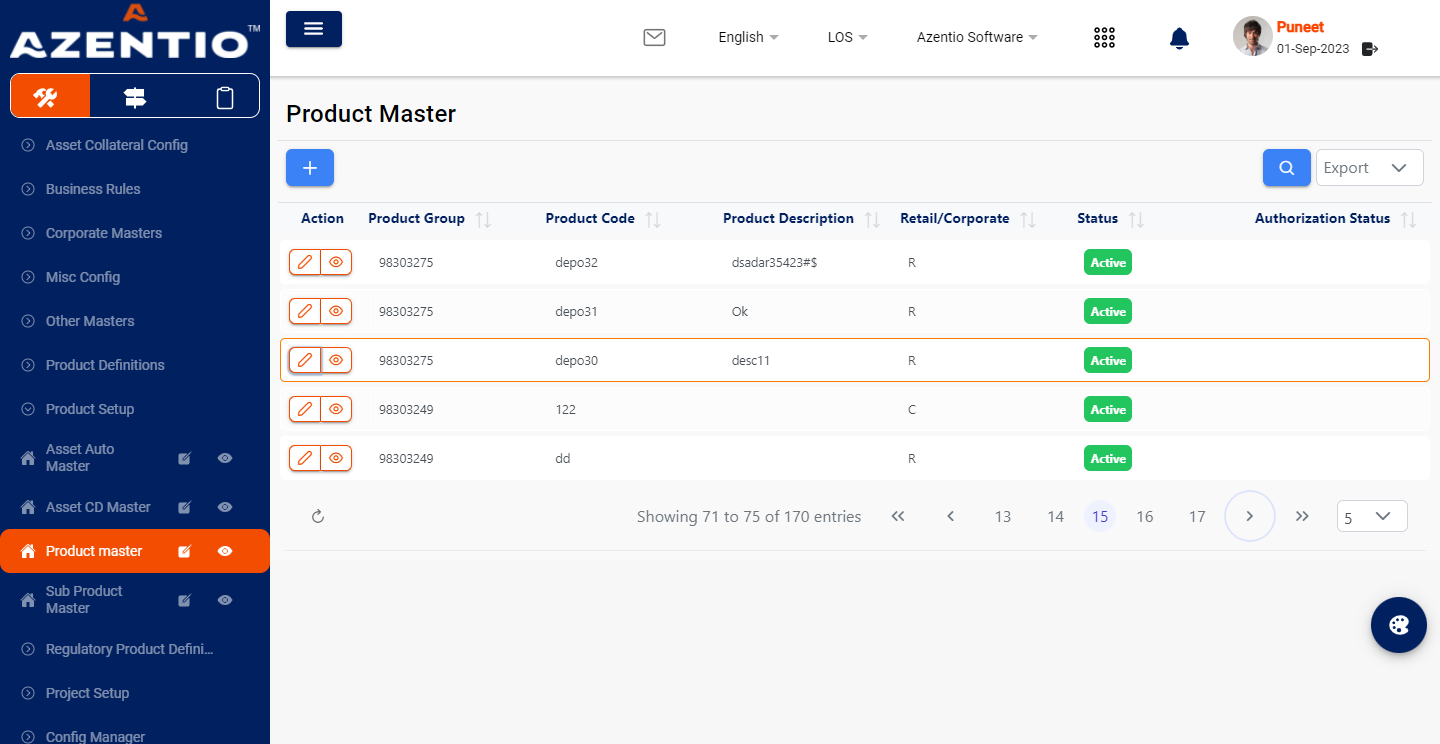 AZENTIO™
English
LOS
Azentio Software
Puneet
01-Sep-2023
Asset Collateral Config
Business Rules
Corporate Masters
Misc Config
Other Masters
Product Definitions
Product Setup
Asset Auto
Master
Asset CD Master
Product master
Sub Product
Master
Regulatory Product Defini...
Project Setup
Config Manager
Product Master
Export
Action Product Group Product Code Product Description Retail/Corporate Status Authorization Status
98303275 depo32 dsadar35423#$ R Active
98303275 depo31 Ok R Active
98303275 depo30 desc11 R Active
98303249 122 C Active
98303249 dd R Active
Showing 71 to 75 of 170 entries 13 14 15 16 17 5